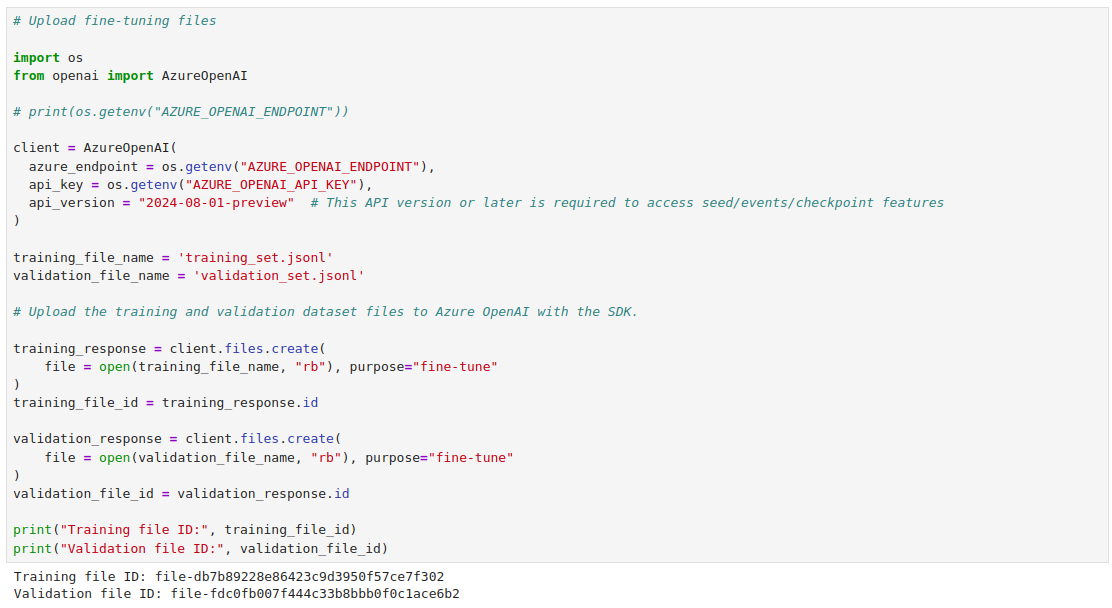 # Upload fine-tuning files
import os
from openai import AzureOpenAI
# print(os.getenv("AZURE_OPENAI_ENDPOINT"))
client = AzureOpenAI(
  azure_endpoint = os.getenv("AZURE_OPENAI_ENDPOINT"),
  api_key = os.getenv("AZURE_OPENAI_API_KEY"),
  api_version = "2024-08-01-preview"  # This API version or later is required to access seed/events/checkpoint features
)
training_file_name = 'training_set.jsonl'
validation_file_name = 'validation_set.jsonl'
# Upload the training and validation dataset files to Azure OpenAI with the SDK.
training_response = client.files.create(
    file = open(training_file_name, "rb"), purpose="fine-tune"
)
training_file_id = training_response.id
validation_response = client.files.create(
    file = open(validation_file_name, "rb"), purpose="fine-tune"
)
validation_file_id = validation_response.id
print("Training file ID:", training_file_id)
print("Validation file ID:", validation_file_id)
Training file ID: file-db7b89228e86423c9d3950f57ce7f302
Validation file ID: file-fdc0fb007f444c33b8bbb0f0c1ace6b2